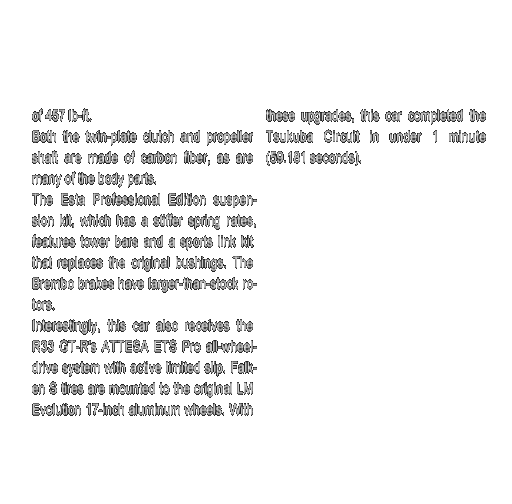 of 457 lb-ft.
Both the twin-plate clutch and propeller
shaft are made of carbon fiber, as are
many of the body parts.
The Esta Professional Edition suspen-
sion kit, which has a stiffer spring rates,
features tower bars and a sports link kit
that replaces the original bushings. The
Brembo brakes have larger-than-stock ro-
tors.
Interestingly, this car also receives the
R33 GT-R's ATTESA ETS Pro all-wheel-
drive system with active limited slip. Falk-
en S tires are mounted to the original LM
Evolution 17-inch aluminum wheels. With
these upgrades, this car completed the
Tsukuba Circuit in under 1 minute
(59.191 seconds).